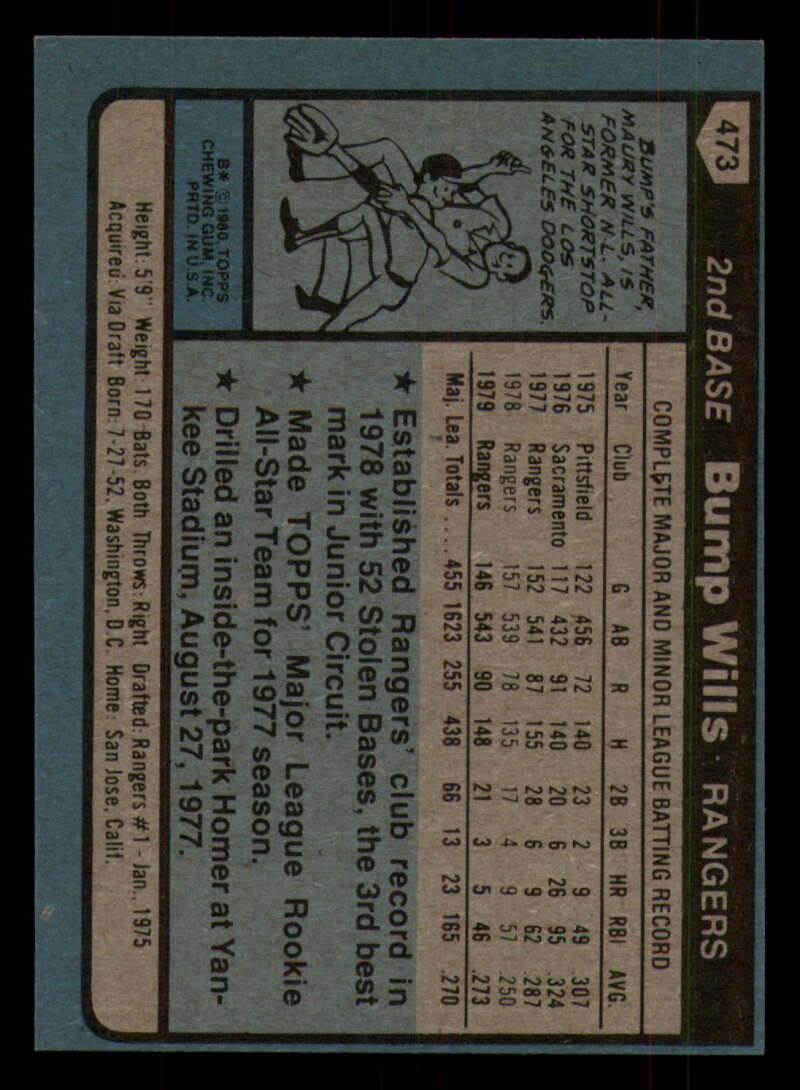 473
2nd BASE Bump Wills · RANGERS
BUMP'S FATHER,
MAURY WILLS, IS
FORMER N.L. ALL-
STAR SHORTSTOP
FOR THE LOS
ANGELES DODGERS.
B* © 1980 TOPPS
CHEWING GUM, INC.
PRTD. IN U.S.A.
COMPLETE MAJOR AND MINOR LEAGUE BATTING RECORD
Year Club G AB R H 2B 3B HR RBI AVG.
1975 Pittsfield 122 456 72 140 23 2 9 49 .307
1976 Sacramento 117 432 91 140 20 6 26 95 .324
1977 Rangers 152 541 87 155 28 6 9 62 .287
1978 Rangers 157 539 78 135 17 4 9 57 .250
1979 Rangers 146 543 90 148 21 3 5 46 .273
Maj. Lea. Totals .... 455 1623 255 438 66 13 23 165 .270
★ Established Rangers' club record in
1978 with 52 Stolen Bases, the 3rd best
mark in Junior Circuit.
★ Made TOPPS' Major League Rookie
All-Star Team for 1977 season.
★ Drilled an inside-the-park Homer at Yan-
kee Stadium, August 27, 1977.
Height: 5'9" Weight: 170 Bats: Both Throws: Right Drafted: Rangers #1 - Jan., 1975
Acquired: Via Draft Born: 7-27-52, Washington, D.C. Home: San Jose, Calif.